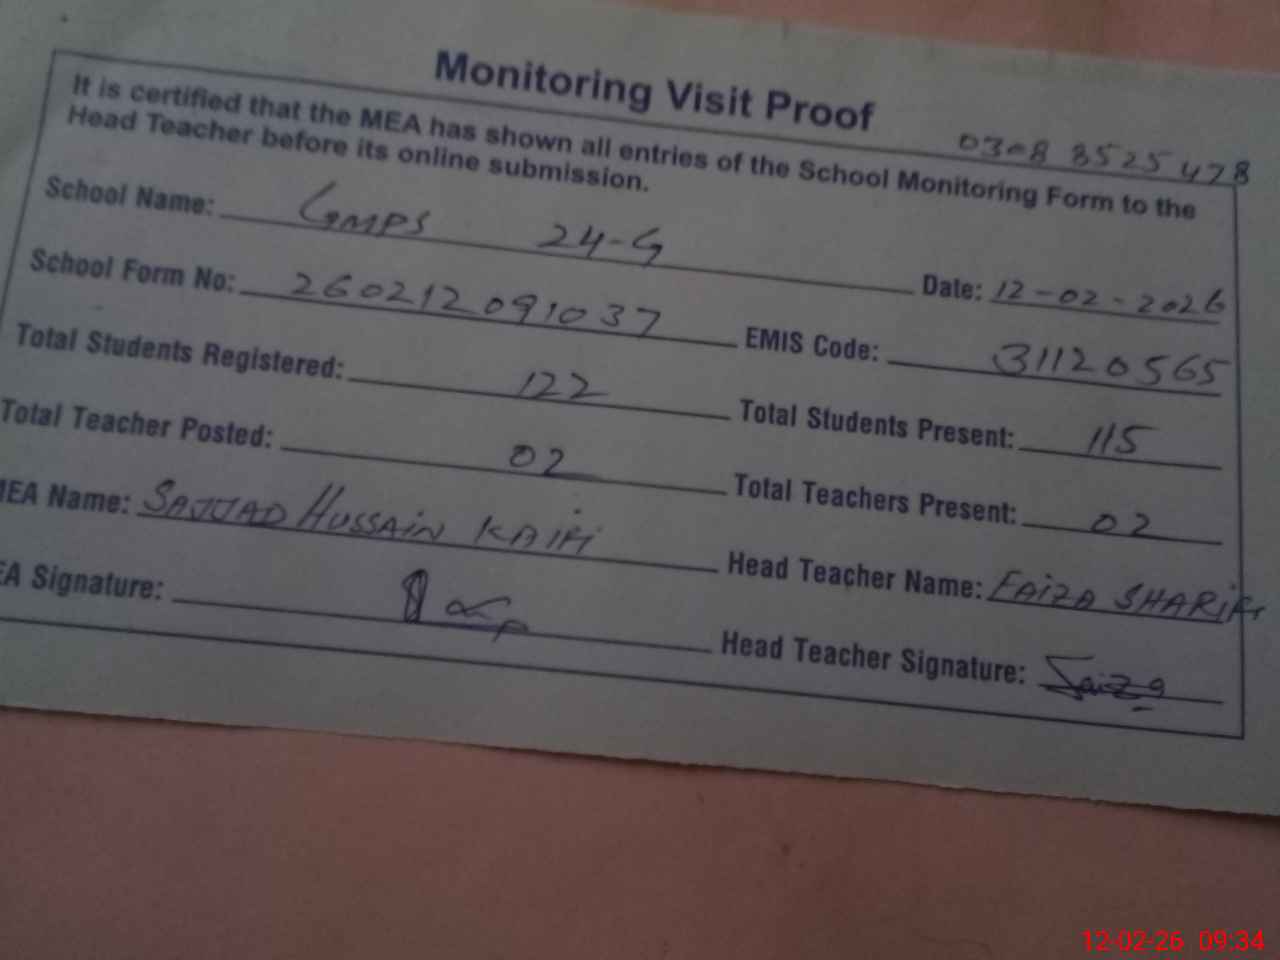 Monitoring Visit Proof
0308 8525478
It is certified that the MEA has shown all entries of the School Monitoring Form to the
Head Teacher before its online submission.
School Name: GMPS 24-G Date: 12-02-2026
School Form No: 260212091037 EMIS Code: 31120565
Total Students Registered: 122 Total Students Present: 115
Total Teacher Posted: 02 Total Teachers Present: 02
MEA Name: SAJJAD HUSSAIN Head Teacher Name: FAIZA SHARIF
EA Signature: Head Teacher Signature: Faiza
12-02-26 09:34